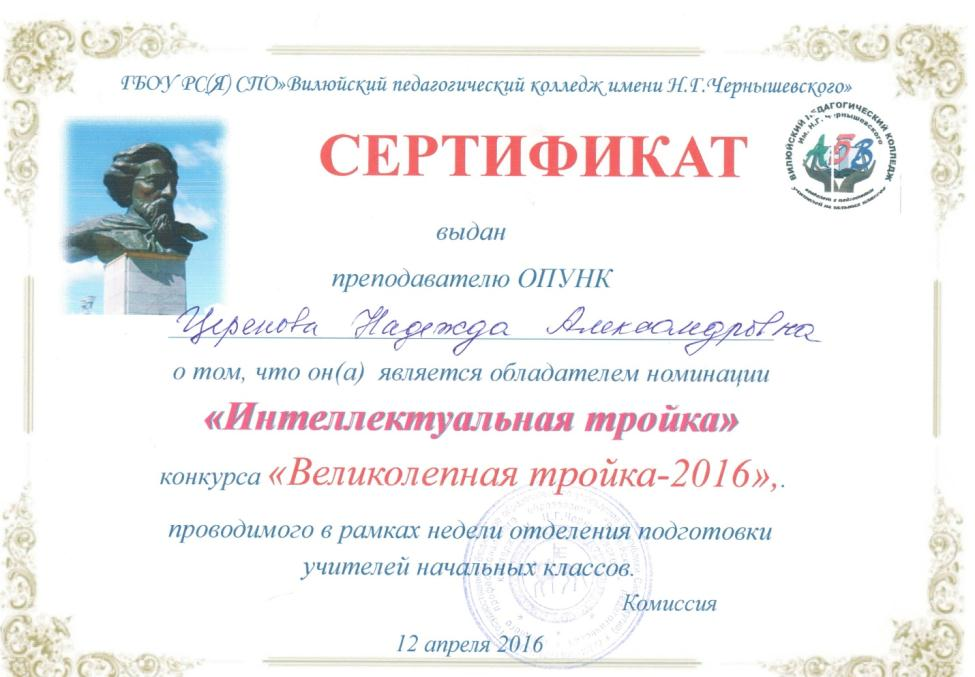 ГБОУ РС(Я) СПО»Вилюйский педагогический колледж имени Н.Г.Чернышевского»
ВИЛЮЙСКИЙ ПЕДАГОГИЧЕСКИЙ КОЛЛЕДЖ
им. Н.Г. Чернышевского
АБВ
СЕРТИФИКАТ
выдан
преподавателю ОПУНК
Церенова Надежда Александровна
о том, что он(а) является обладателем номинации
«Интеллектуальная тройка»
конкурса «Великолепная тройка-2016»,.
проводимого в рамках недели отделения подготовки
учителей начальных классов.
Комиссия
12 апреля 2016